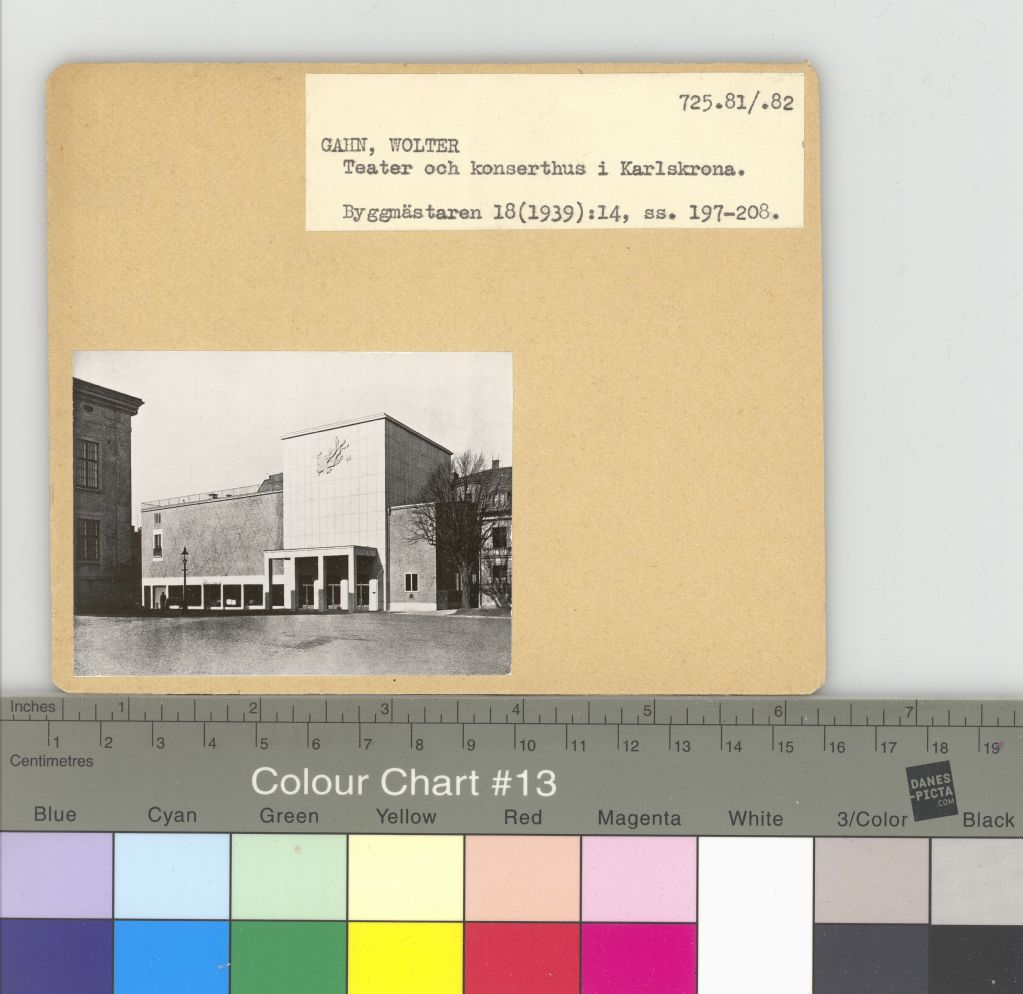 725.81/.82
GAHN, WOLTER
Teater och konserthus i Karlskrona.
Byggmästaren 18(1939):14, ss. 197-208.
Inches 1 2 3 4 5 6 7
1 2 3 4 5 6 7 8 9 10 11 12 13 14 15 16 17 18 19
Centimetres
Colour Chart #13
DANES
-PICTA
.COM
Blue Cyan Green Yellow Red Magenta White 3/Color Black